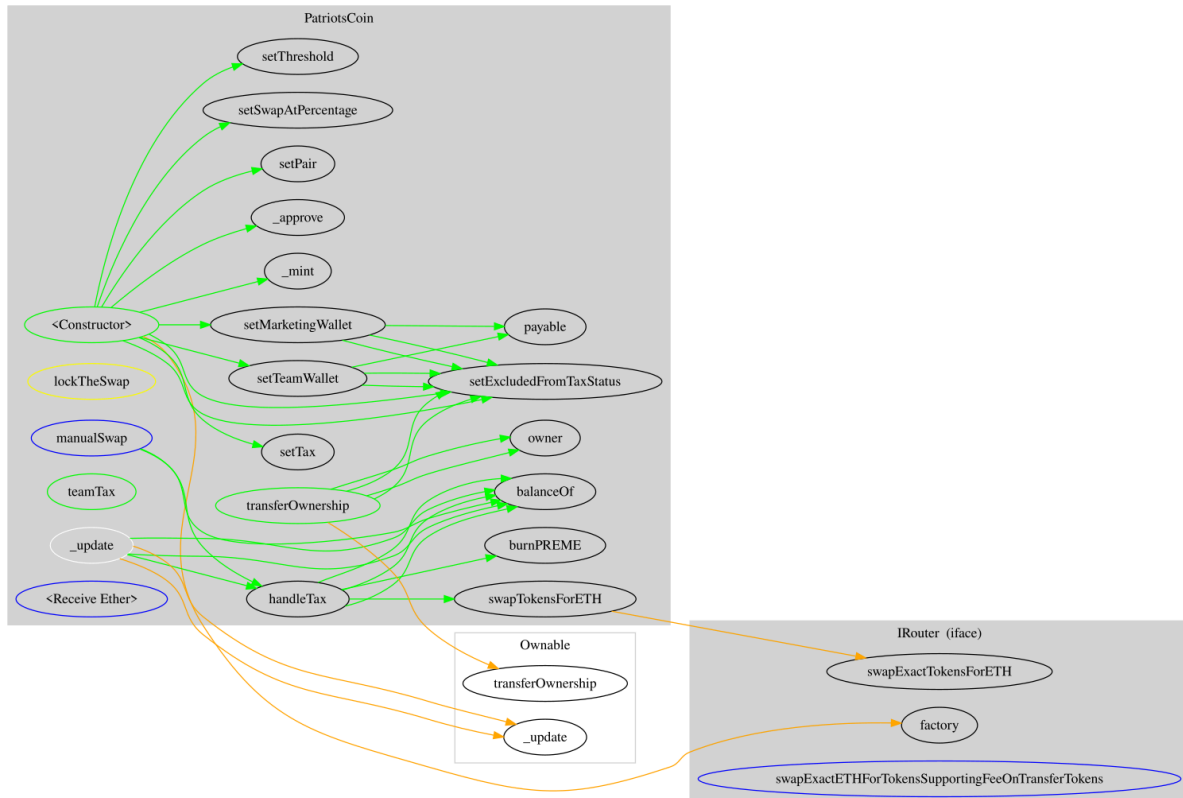 PatriotsCoin
setThreshold
setSwapAtPercentage
setPair
_approve
_mint
<Constructor>
setMarketingWallet
payable
lockTheSwap
setTeamWallet
setExcludedFromTaxStatus
manualSwap
setTax
owner
teamTax
transferOwnership
balanceOf
_update
burnPREME
<Receive Ether>
handleTax
swapTokensForETH
Ownable
transferOwnership
_update
IRouter (iface)
swapExactTokensForETH
factory
swapExactETHForTokensSupportingFeeOnTransferTokens